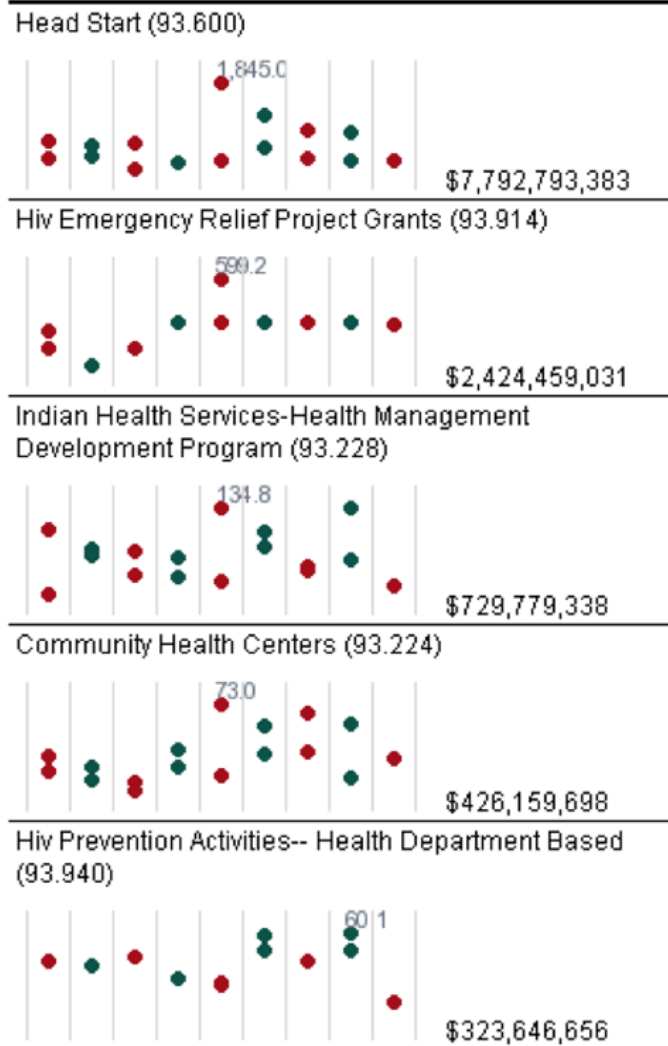 Head Start (93.600)
1,845.0
$7,792,793,383
Hiv Emergency Relief Project Grants (93.914)
599.2
$2,424,459,031
Indian Health Services-Health Management
Development Program (93.228)
134.8
$729,779,338
Community Health Centers (93.224)
73.0
$426,159,698
Hiv Prevention Activities-- Health Department Based
(93.940)
60.1
$323,646,656